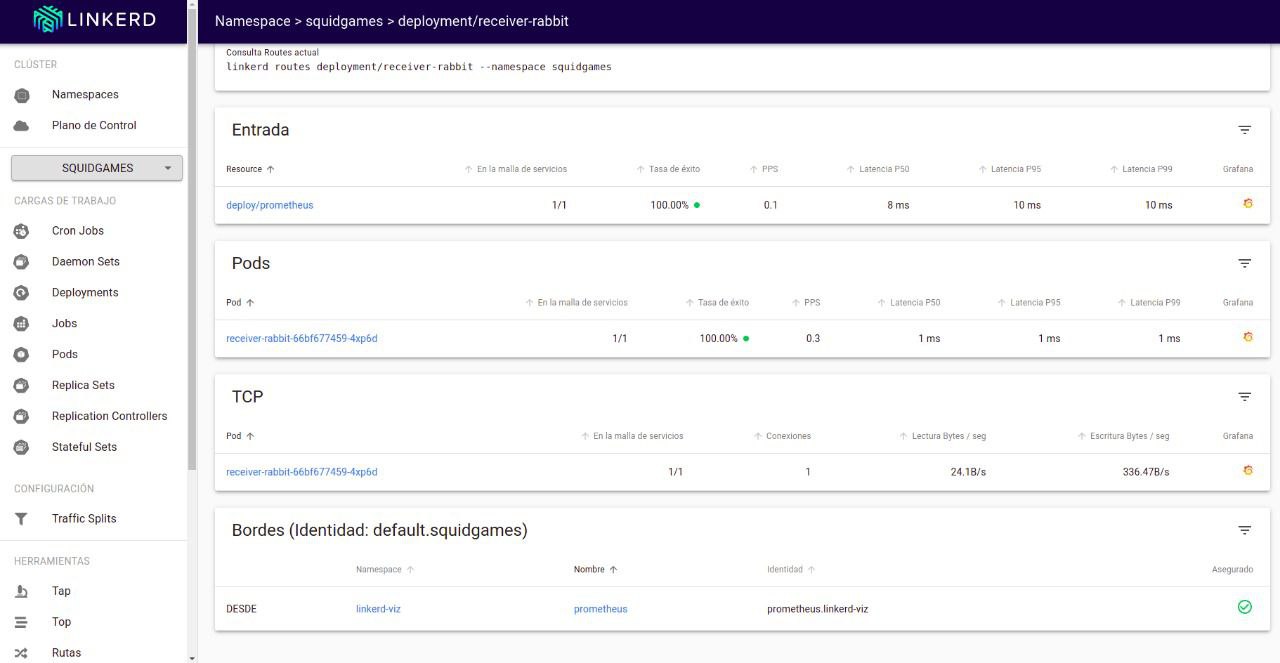 LINKERD
Namespace > squidgames > deployment/receiver-rabbit
CLÚSTER
Namespaces
Plano de Control
SQUIDGAMES
CARGAS DE TRABAJO
Cron Jobs
Daemon Sets
Deployments
Jobs
Pods
Replica Sets
Replication Controllers
Stateful Sets
CONFIGURACIÓN
Traffic Splits
HERRAMIENTAS
Tap
Top
Rutas
Consulta Routes actual
linkerd routes deployment/receiver-rabbit --namespace squidgames
Entrada
Resource ↑ ↑ En la malla de servicios ↑ Tasa de éxito ↑ PPS ↑ Latencia P50 ↑ Latencia P95 ↑ Latencia P99 Grafana
deploy/prometheus 1/1 100.00% 0.1 8 ms 10 ms 10 ms
Pods
Pod ↑ ↑ En la malla de servicios ↑ Tasa de éxito ↑ PPS ↑ Latencia P50 ↑ Latencia P95 ↑ Latencia P99 Grafana
receiver-rabbit-66bf677459-4xp6d 1/1 100.00% 0.3 1 ms 1 ms 1 ms
TCP
Pod ↑ ↑ En la malla de servicios ↑ Conexiones ↑ Lectura Bytes / seg ↑ Escritura Bytes / seg Grafana
receiver-rabbit-66bf677459-4xp6d 1/1 1 24.1B/s 336.47B/s
Bordes (Identidad: default.squidgames)
Namespace ↑ Nombre ↑ Identidad ↑ Asegurado
DESDE linkerd-viz prometheus prometheus.linkerd-viz